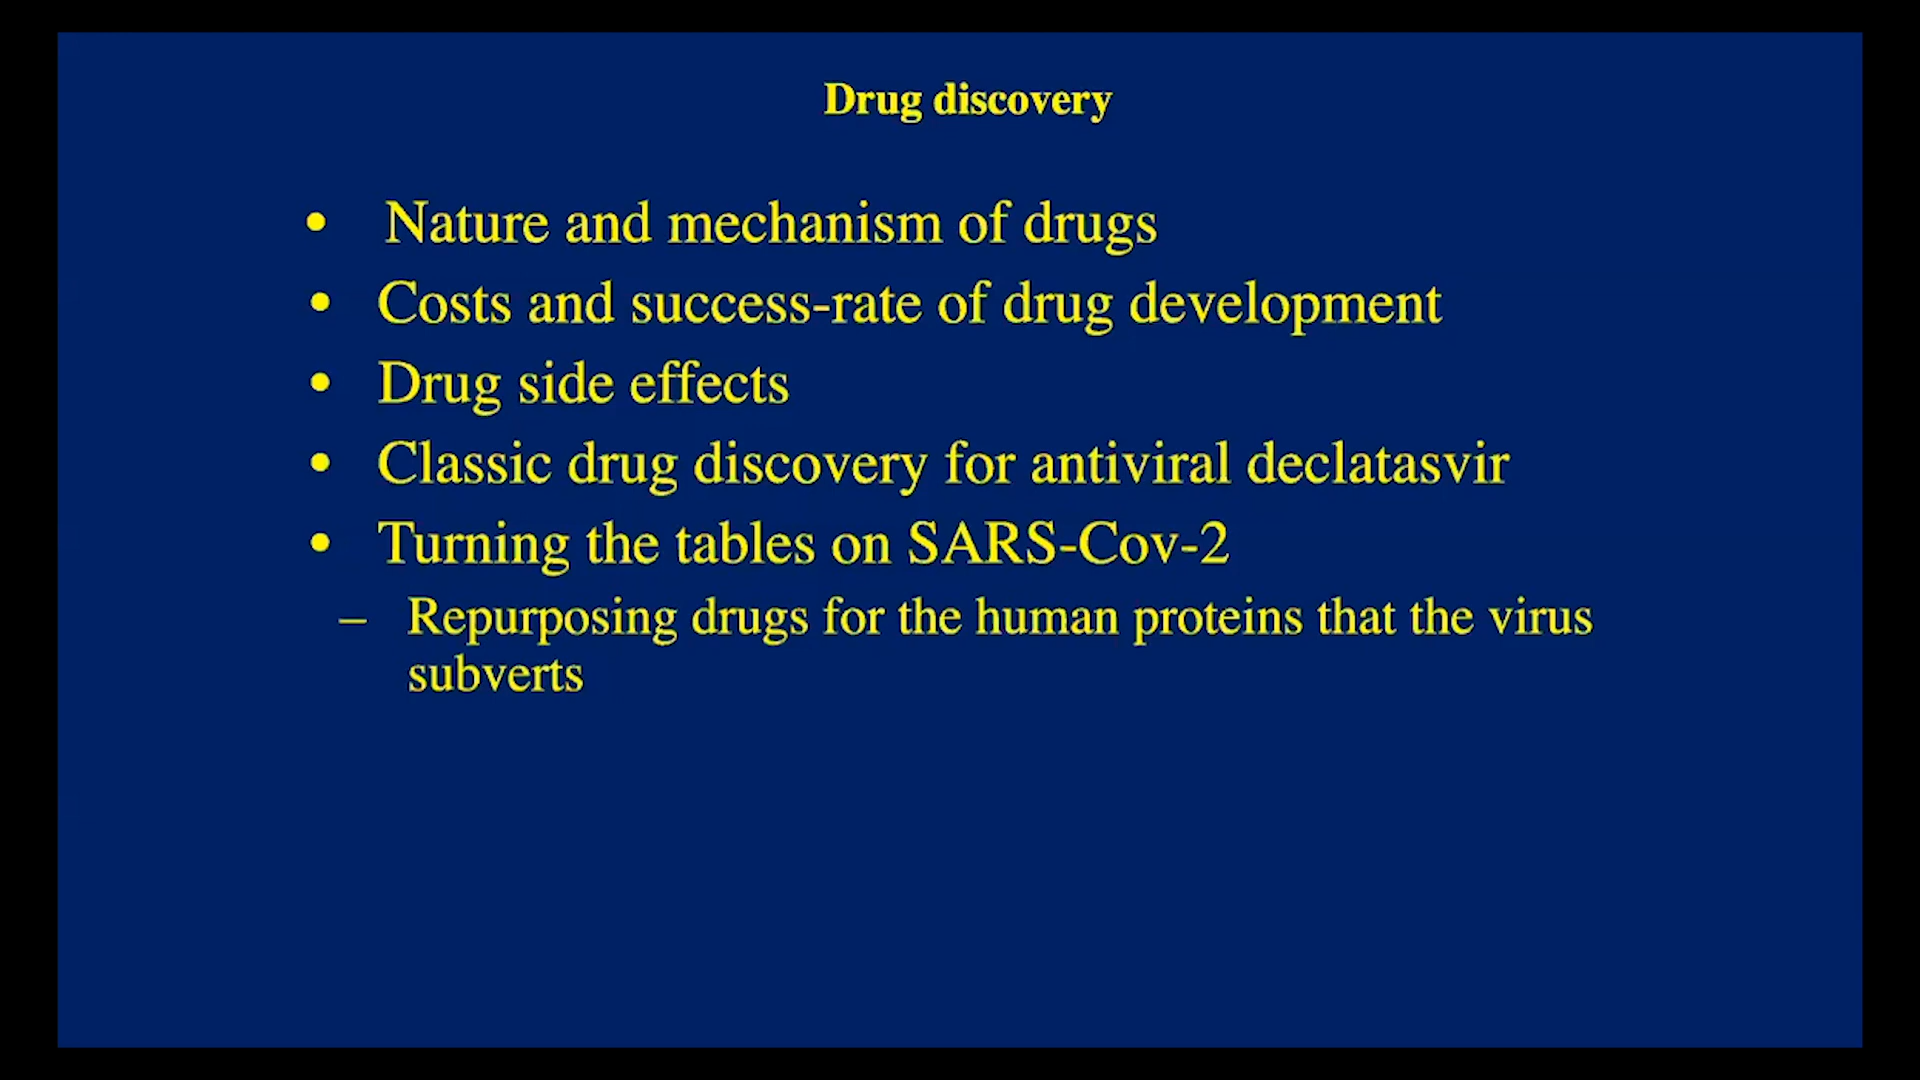 Drug discovery
• Nature and mechanism of drugs
• Costs and success-rate of drug development
• Drug side effects
• Classic drug discovery for antiviral declatasvir
• Turning the tables on SARS-Cov-2
– Repurposing drugs for the human proteins that the virus
subverts